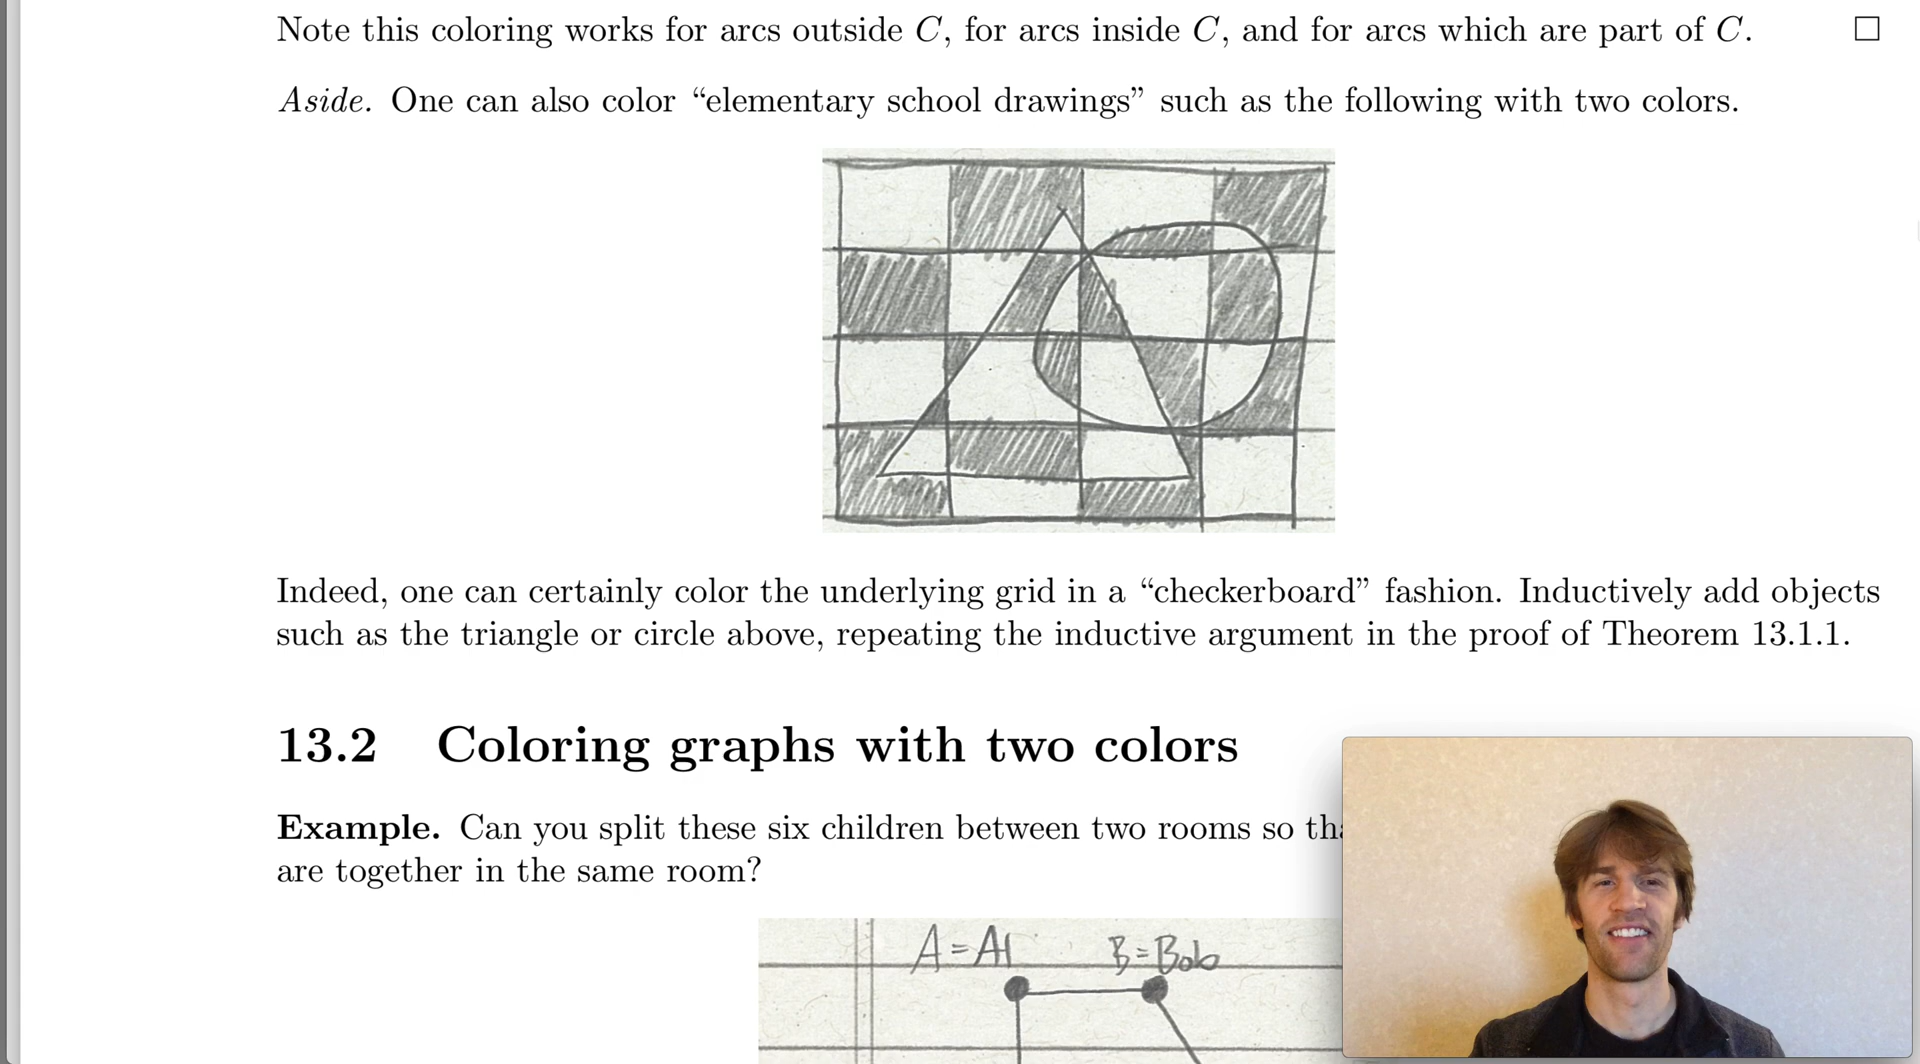 Note this coloring works for arcs outside C, for arcs inside C, and for arcs which are part of C. □
Aside. One can also color “elementary school drawings” such as the following with two colors.
Indeed, one can certainly color the underlying grid in a “checkerboard” fashion. Inductively add objects
such as the triangle or circle above, repeating the inductive argument in the proof of Theorem 13.1.1.
13.2 Coloring graphs with two colors
Example. Can you split these six children between two rooms so
are together in the same room?
A=Al B=Bob